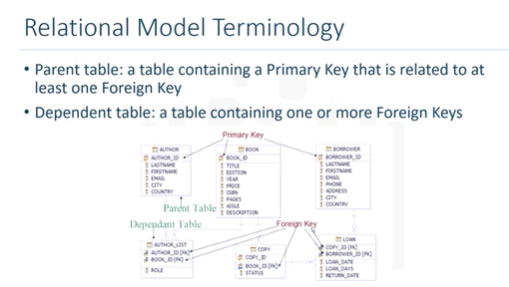 Relational Model Terminology
• Parent table: a table containing a Primary Key that is related to at
least one Foreign Key
• Dependent table: a table containing one or more Foreign Keys
Primary Key
AUTHOR
AUTHOR_ID
LASTNAME
FIRSTNAME
EMAIL
CITY
COUNTRY
BOOK
BOOK_ID
TITLE
EDITION
YEAR
PRICE
ISBN
PAGES
AISLE
DESCRIPTION
BORROWER
BORROWER_ID
LASTNAME
FIRSTNAME
EMAIL
PHONE
ADDRESS
CITY
COUNTRY
Parent Table
Dependant Table
Foreign Key
AUTHOR_LIST
AUTHOR_ID [FK]
BOOK_ID [FK]
ROLE
COPY
COPY_ID
BOOK_ID [FK]
STATUS
LOAN
COPY_ID [FK]
BORROWER_ID [FK]
LOAN_DATE
LOAN_DAYS
RETURN_DATE